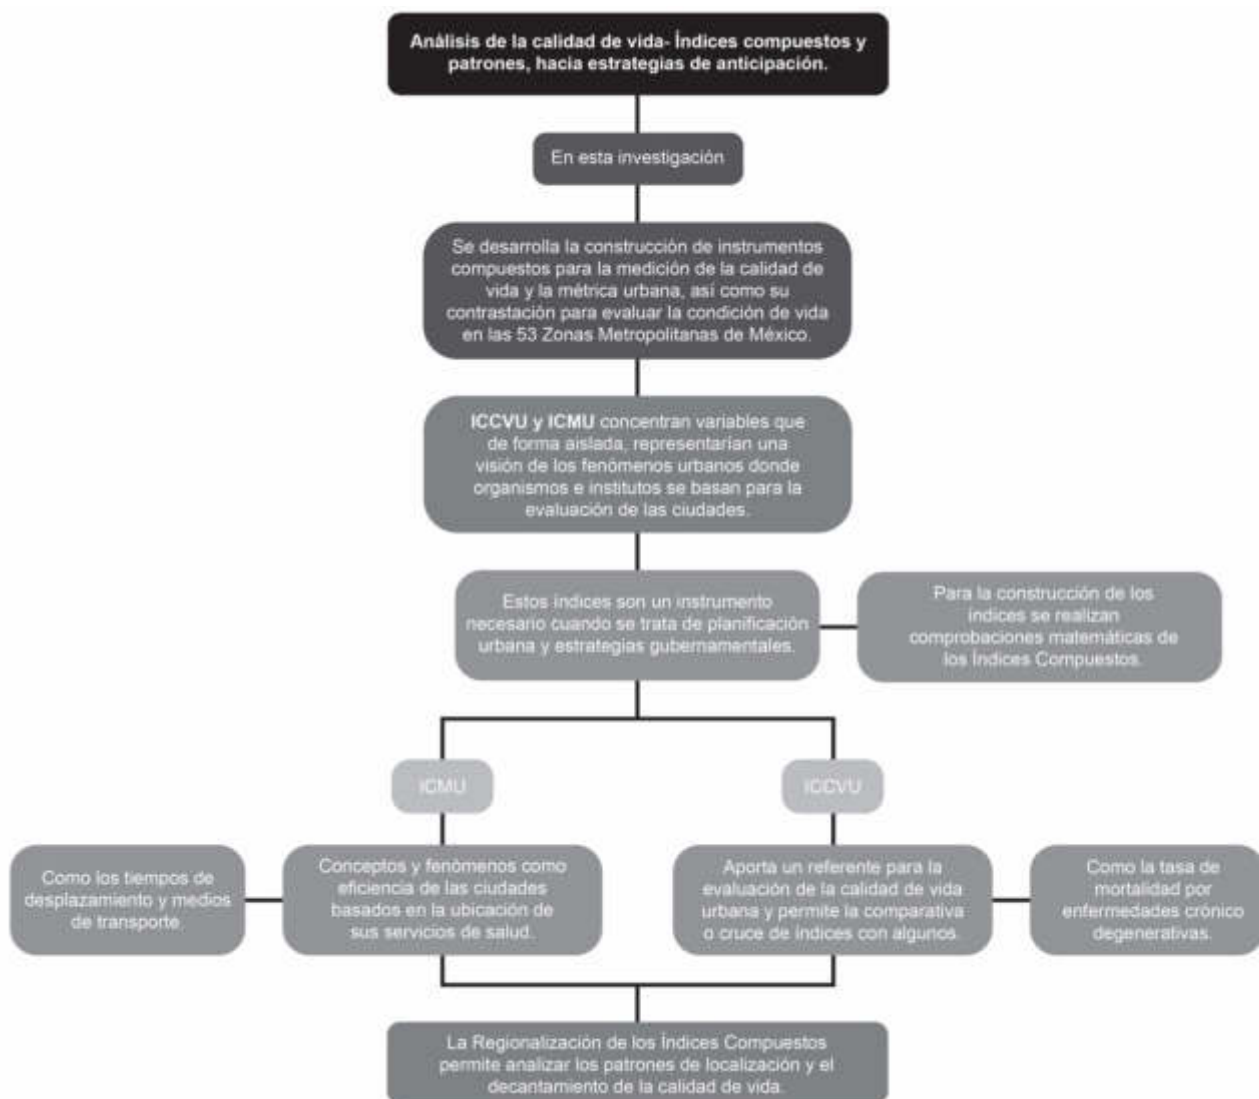 Análisis de la calidad de vida- Índices compuestos y
patrones, hacia estrategias de anticipación.
En esta investigación
Se desarrolla la construcción de instrumentos
compuestos para la medición de la calidad de
vida y la métrica urbana, así como su
contrastación para evaluar la condición de vida
en las 53 Zonas Metropolitanas de México.
ICCVU y ICMU concentran variables que
de forma aislada, representarían una
visión de los fenómenos urbanos donde
organismos e institutos se basan para la
evaluación de las ciudades.
Estos índices son un instrumento
necesario cuando se trata de planificación
urbana y estrategias gubernamentales.
Para la construcción de los
índices se realizan
comprobaciones matemáticas de
los Índices Compuestos.
ICMU
ICCVU
Como los tiempos de
desplazamiento y medios
de transporte.
Conceptos y fenómenos como
eficiencia de las ciudades
basados en la ubicación de
sus servicios de salud.
Aporta un referente para la
evaluación de la calidad de vida
urbana y permite la comparativa
o cruce de índices con algunos.
Como la tasa de
mortalidad por
enfermedades crónico
degenerativas.
La Regionalización de los Índices Compuestos
permite analizar los patrones de localización y el
decantamiento de la calidad de vida.